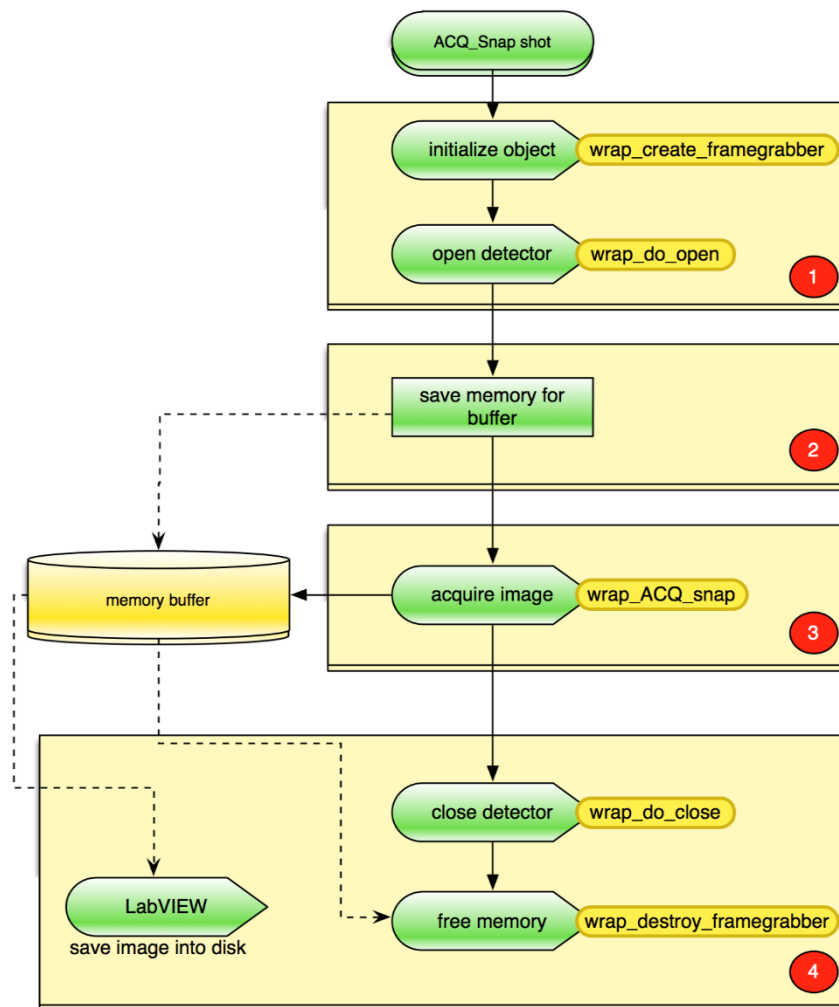 ACQ_Snap shot
initialize object
wrap_create_framegrabber
open detector
wrap_do_open
1
save memory for
buffer
2
memory buffer
acquire image
wrap_ACQ_snap
3
close detector
wrap_do_close
LabVIEW
save image into disk
free memory
wrap_destroy_framegrabber
4